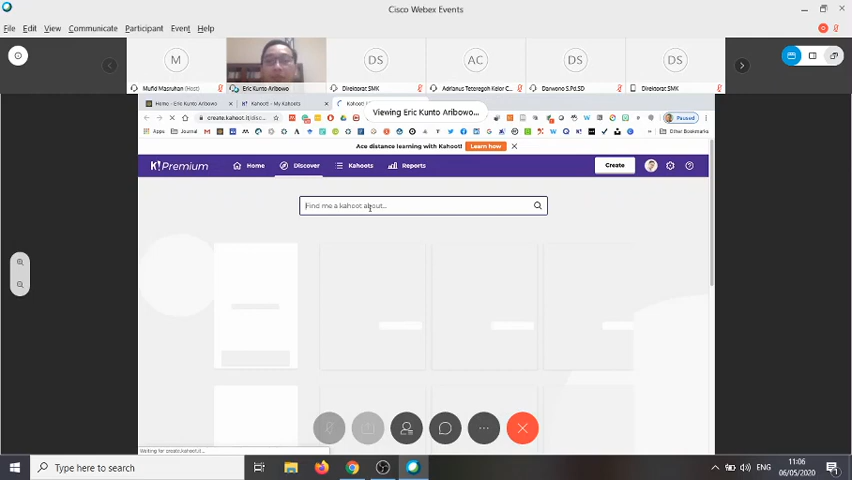 Cisco Webex Events
File Edit View Communicate Participant Event Help
M
DS
AC
DS
DS
Mufid Masruhan (Host)
Eric Kunto Aribowo
Direktorat SMK
Adrianus Teteregoh Kelor C...
Darwono S.Pd,SD
Direktorat SMK
Home - Eric Kunto Aribowo
Kahoot! - My Kahoots
Viewing Eric Kunto Aribowo...
create.kahoot.it/disc
Paused
Apps
Journal
Other Bookmarks
Ace distance learning with Kahoot!
Learn how
K! Premium
Home
Discover
Kahoots
Reports
Create
Find me a kahoot about...
Waiting for create.kahoot.it...
Type here to search
ENG
11:06
06/05/2020
1